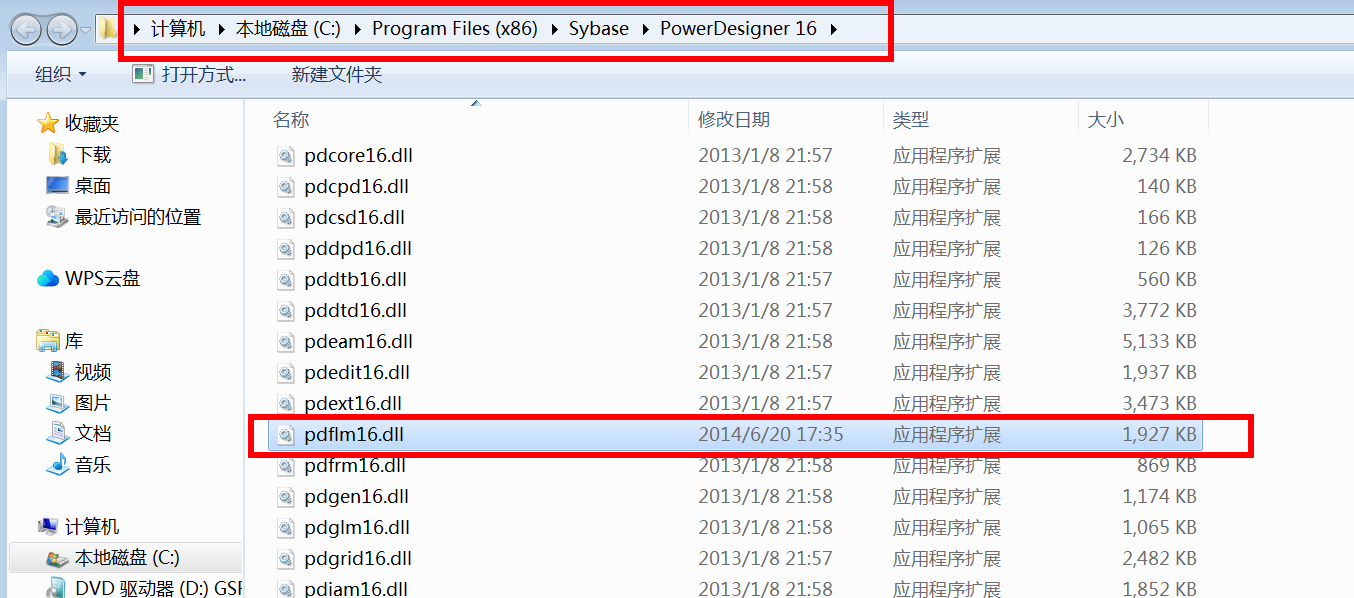 计算机 本地磁盘 (C:) Program Files (x86) Sybase PowerDesigner 16
组织 打开方式... 新建文件夹
名称 修改日期 类型 大小
收藏夹
下载
桌面
最近访问的位置
WPS云盘
库
视频
图片
文档
音乐
计算机
本地磁盘 (C:)
DVD 驱动器 (D:) GSP
pdcore16.dll 2013/1/8 21:57 应用程序扩展 2,734 KB
pdcpd16.dll 2013/1/8 21:58 应用程序扩展 140 KB
pdcsd16.dll 2013/1/8 21:58 应用程序扩展 166 KB
pddpd16.dll 2013/1/8 21:58 应用程序扩展 126 KB
pddtb16.dll 2013/1/8 21:57 应用程序扩展 560 KB
pddtd16.dll 2013/1/8 21:57 应用程序扩展 3,772 KB
pdeam16.dll 2013/1/8 21:58 应用程序扩展 5,133 KB
pdedit16.dll 2013/1/8 21:57 应用程序扩展 1,937 KB
pdext16.dll 2013/1/8 21:57 应用程序扩展 3,473 KB
pdflm16.dll 2014/6/20 17:35 应用程序扩展 1,927 KB
pdfrm16.dll 2013/1/8 21:58 应用程序扩展 869 KB
pdgen16.dll 2013/1/8 21:58 应用程序扩展 1,174 KB
pdglm16.dll 2013/1/8 21:58 应用程序扩展 1,065 KB
pdgrid16.dll 2013/1/8 21:57 应用程序扩展 2,482 KB
pdiam16.dll 2013/1/8 21:58 应用程序扩展 1,852 KB